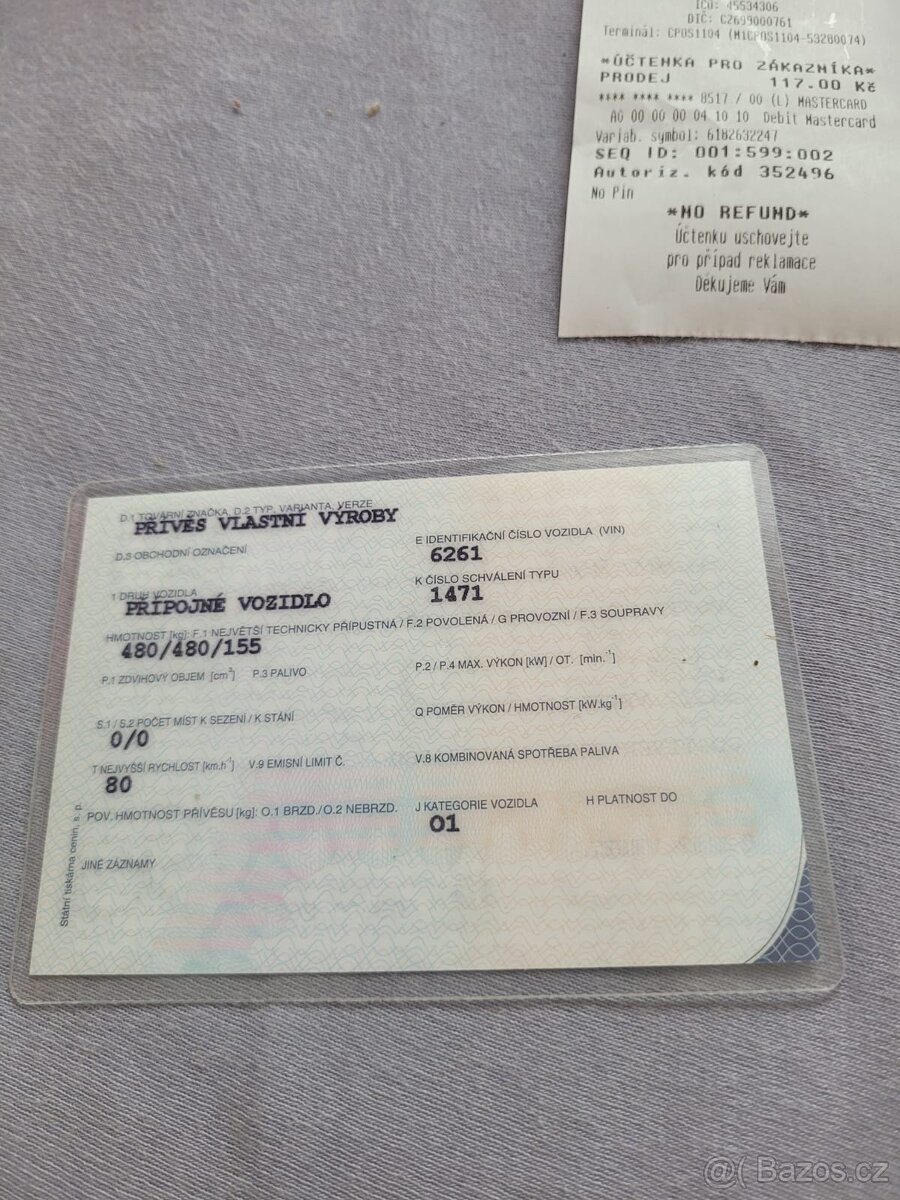 IČO: 45534306
DIČ: CZ699000761
Terminál: CPOS1104 (M1CPOS1104-53280074)
*ÚČTENKA PRO ZÁKAZNÍKA*
PRODEJ 117.00 Kč
**** **** **** 8517 / 00 (L) MASTERCARD
A0 00 00 00 04 10 10 Debit Mastercard
Variab. symbol: 6182632247
SEQ ID: 001:599:002
Autoriz. kód 352496
No Pin
*NO REFUND*
Účtenku uschovejte
pro případ reklamace
Děkujeme Vám
D.1 TOVÁRNÍ ZNAČKA, D.2 TYP, VARIANTA, VERZE
PŘÍVĚS VLASTNÍ VÝROBY
D.3 OBCHODNÍ OZNAČENÍ
E IDENTIFIKAČNÍ ČÍSLO VOZIDLA (VIN)
6261
1 DRUH VOZIDLA
PŘÍPOJNÉ VOZIDLO
K ČÍSLO SCHVÁLENÍ TYPU
1471
HMOTNOST [kg]: F.1 NEJVĚTŠÍ TECHNICKY PŘÍPUSTNÁ / F.2 POVOLENÁ / G PROVOZNÍ / F.3 SOUPRAVY
480/480/155
P.1 ZDVIHOVÝ OBJEM [cm³] P.3 PALIVO
P.2 / P.4 MAX. VÝKON [kW] / OT. [min.⁻¹]
S.1 / S.2 POČET MÍST K SEZENÍ / K STÁNÍ
0/0
Q POMĚR VÝKON / HMOTNOST [kW.kg⁻¹]
T NEJVYŠŠÍ RYCHLOST [km.h⁻¹] V.9 EMISNÍ LIMIT Č.
80
V.8 KOMBINOVANÁ SPOTŘEBA PALIVA
POV. HMOTNOST PŘÍVĚSU [kg]: O.1 BRZD./O.2 NEBRZD.
J KATEGORIE VOZIDLA H PLATNOST DO
O1
JINÉ ZÁZNAMY
Státní tiskárna cenin, s. p.
@( Bazos.cz